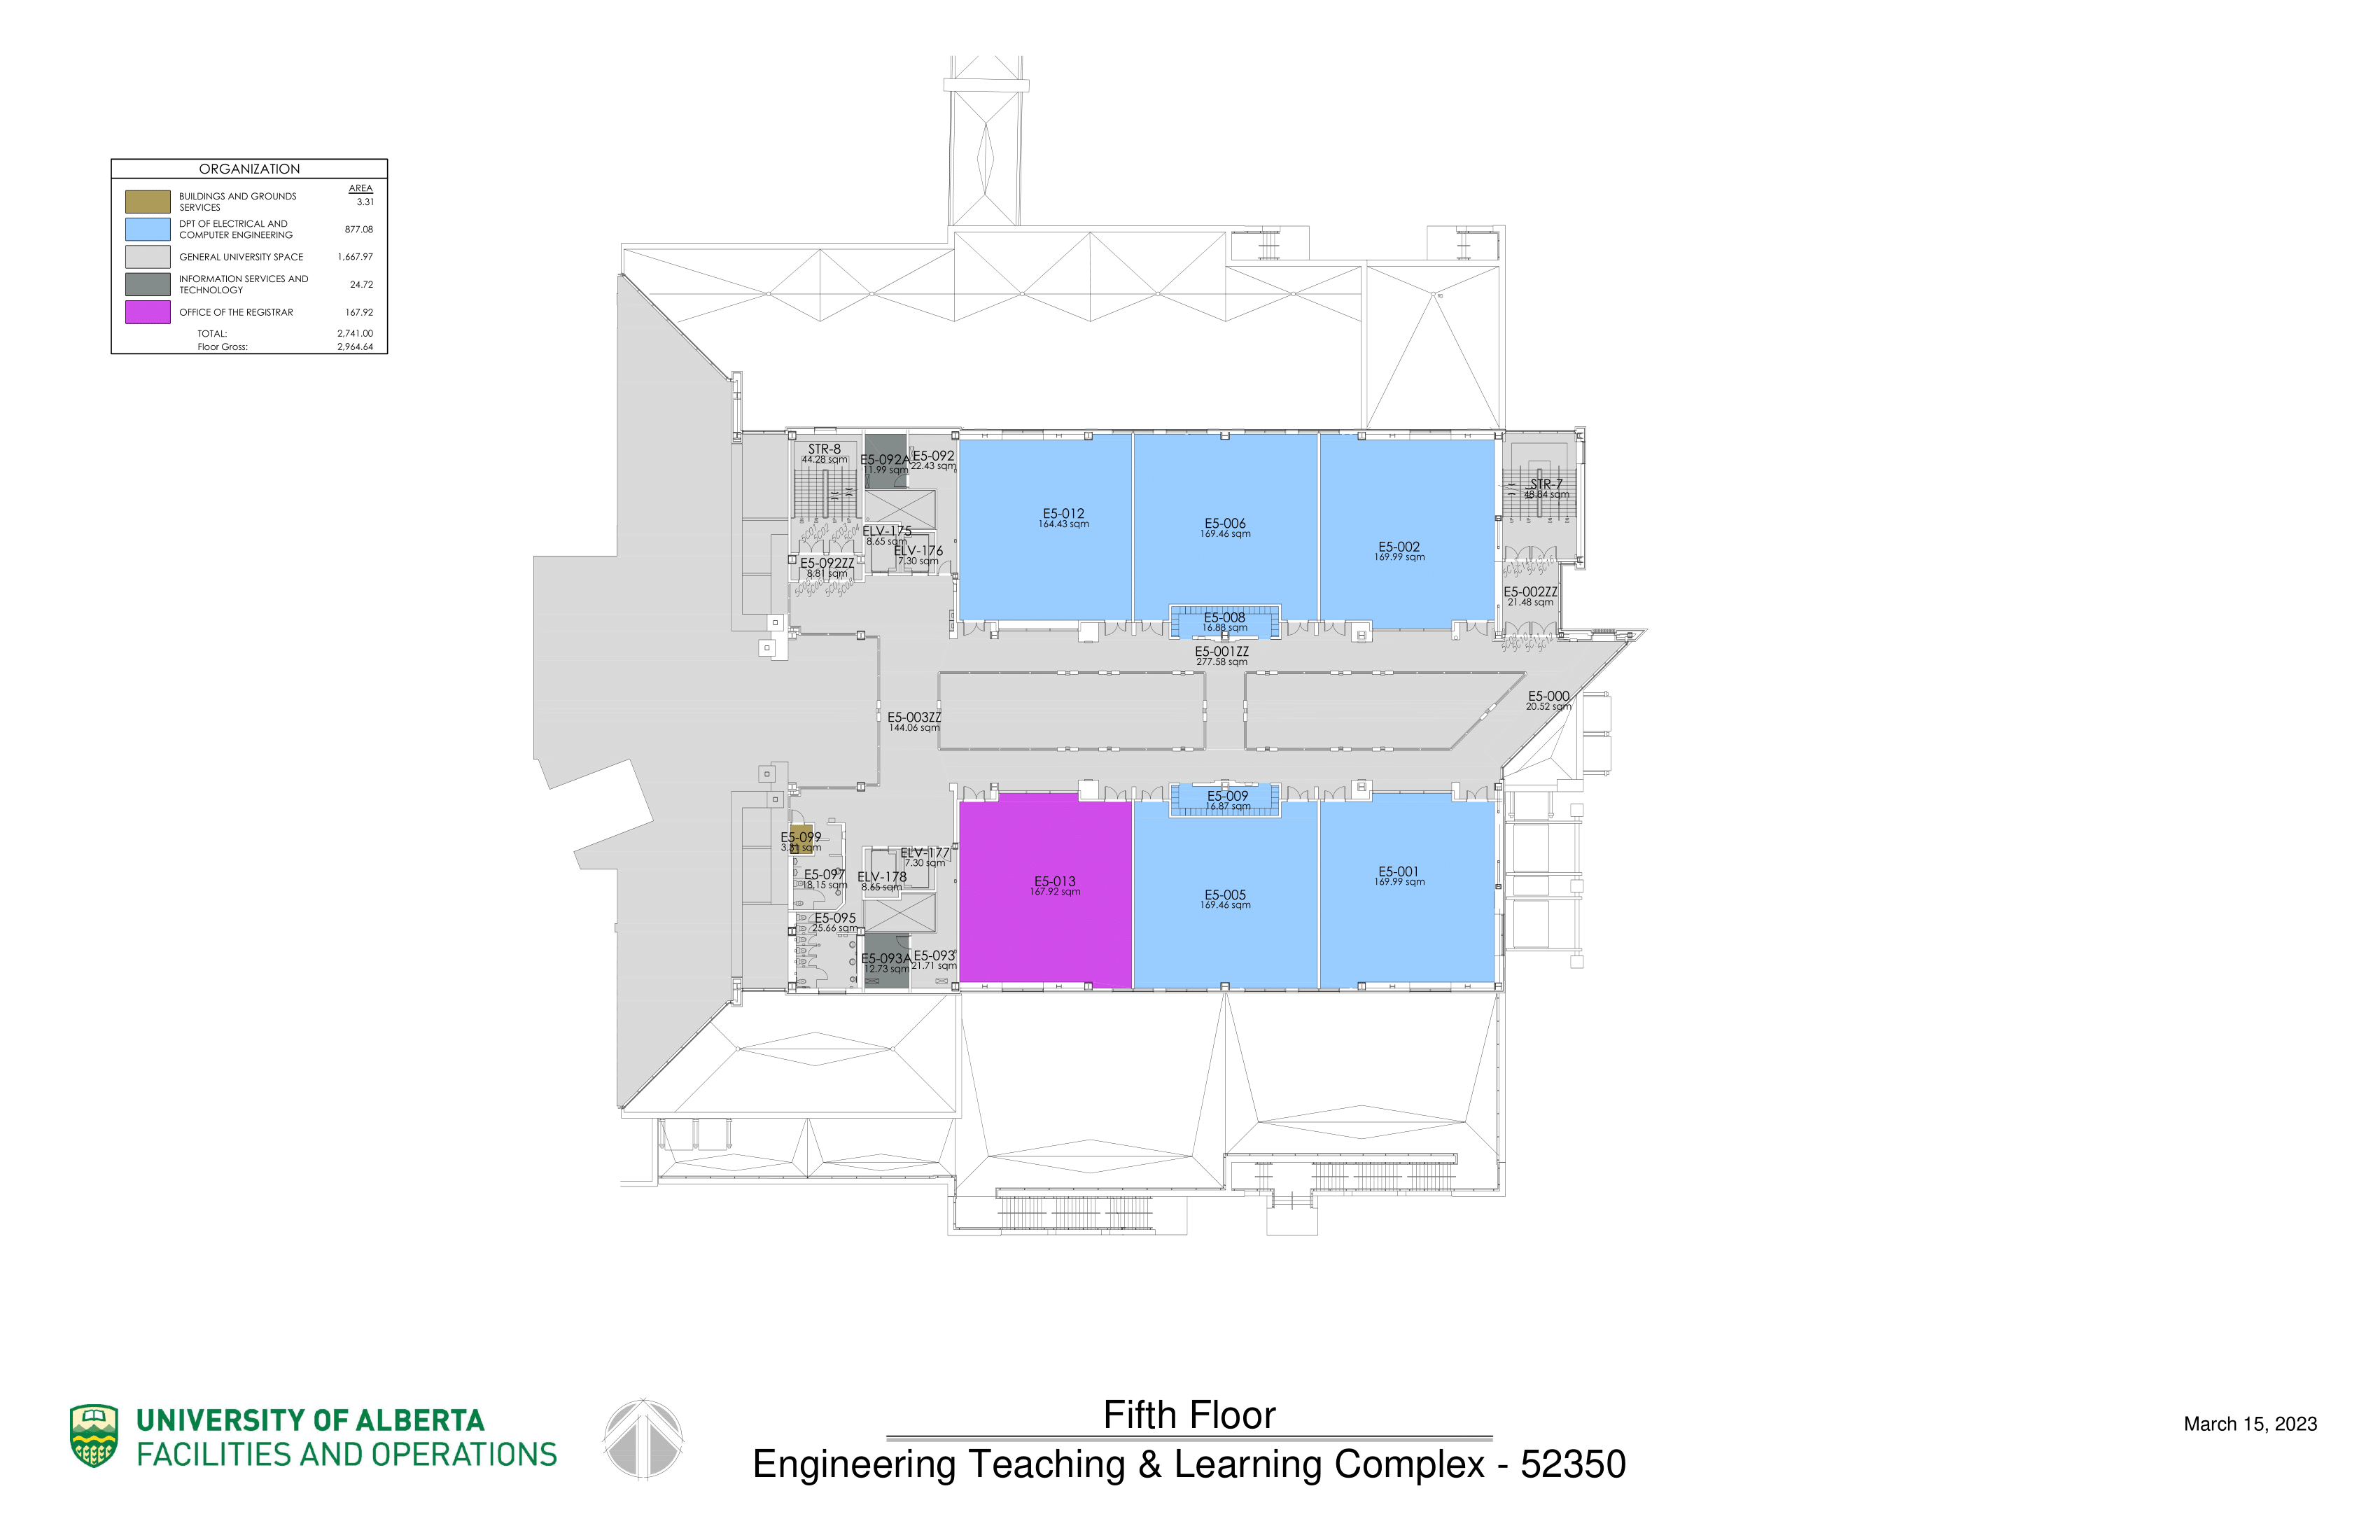 ORGANIZATION
AREA
BUILDINGS AND GROUNDS
SERVICES
3.31
DPT OF ELECTRICAL AND
COMPUTER ENGINEERING
877.08
GENERAL UNIVERSITY SPACE
1,667.97
INFORMATION SERVICES AND
TECHNOLOGY
24.72
OFFICE OF THE REGISTRAR
167.92
TOTAL:
2,741.00
Floor Gross:
2,964.64
STR-8
44.28 sqm
E5-092A
11.99 sqm
E5-092
22.43 sqm
ELV-175
8.65 sqm
ELV-176
7.30 sqm
E5-092ZZ
8.81 sqm
E5-012
164.43 sqm
E5-006
169.46 sqm
E5-002
169.99 sqm
STR-7
E5-002ZZ
21.48 sqm
E5-008
16.88 sqm
E5-001ZZ
277.58 sqm
E5-000
20.52 sqm
E5-003ZZ
144.06 sqm
E5-009
16.87 sqm
E5-099
3.31 sqm
E5-097
18.15 sqm
ELV-177
7.30 sqm
ELV-178
8.65 sqm
E5-013
167.92 sqm
E5-005
169.46 sqm
E5-001
169.99 sqm
E5-095
25.66 sqm
E5-093A
12.73 sqm
E5-093
21.71 sqm
UNIVERSITY OF ALBERTA
FACILITIES AND OPERATIONS
Fifth Floor
Engineering Teaching & Learning Complex - 52350
March 15, 2023